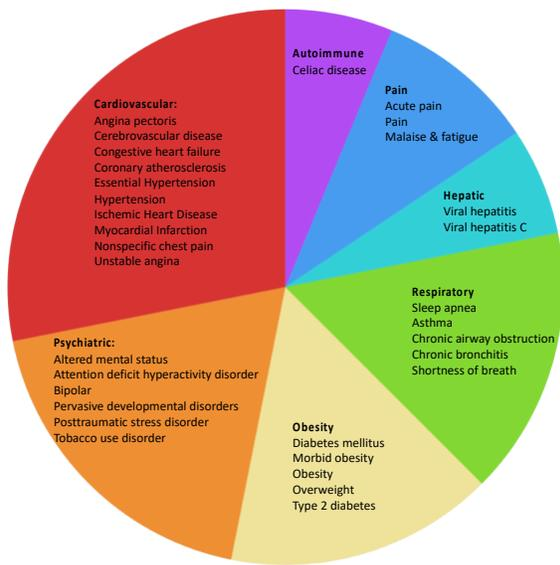 Autoimmune
Celiac disease
Pain
Acute pain
Pain
Malaise & fatigue
Hepatic
Viral hepatitis
Viral hepatitis C
Respiratory
Sleep apnea
Asthma
Chronic airway obstruction
Chronic bronchitis
Shortness of breath
Obesity
Diabetes mellitus
Morbid obesity
Obesity
Overweight
Type 2 diabetes
Psychiatric:
Altered mental status
Attention deficit hyperactivity disorder
Bipolar
Pervasive developmental disorders
Posttraumatic stress disorder
Tobacco use disorder
Cardiovascular:
Angina pectoris
Cerebrovascular disease
Congestive heart failure
Coronary atherosclerosis
Essential Hypertension
Hypertension
Ischemic Heart Disease
Myocardial Infarction
Nonspecific chest pain
Unstable angina